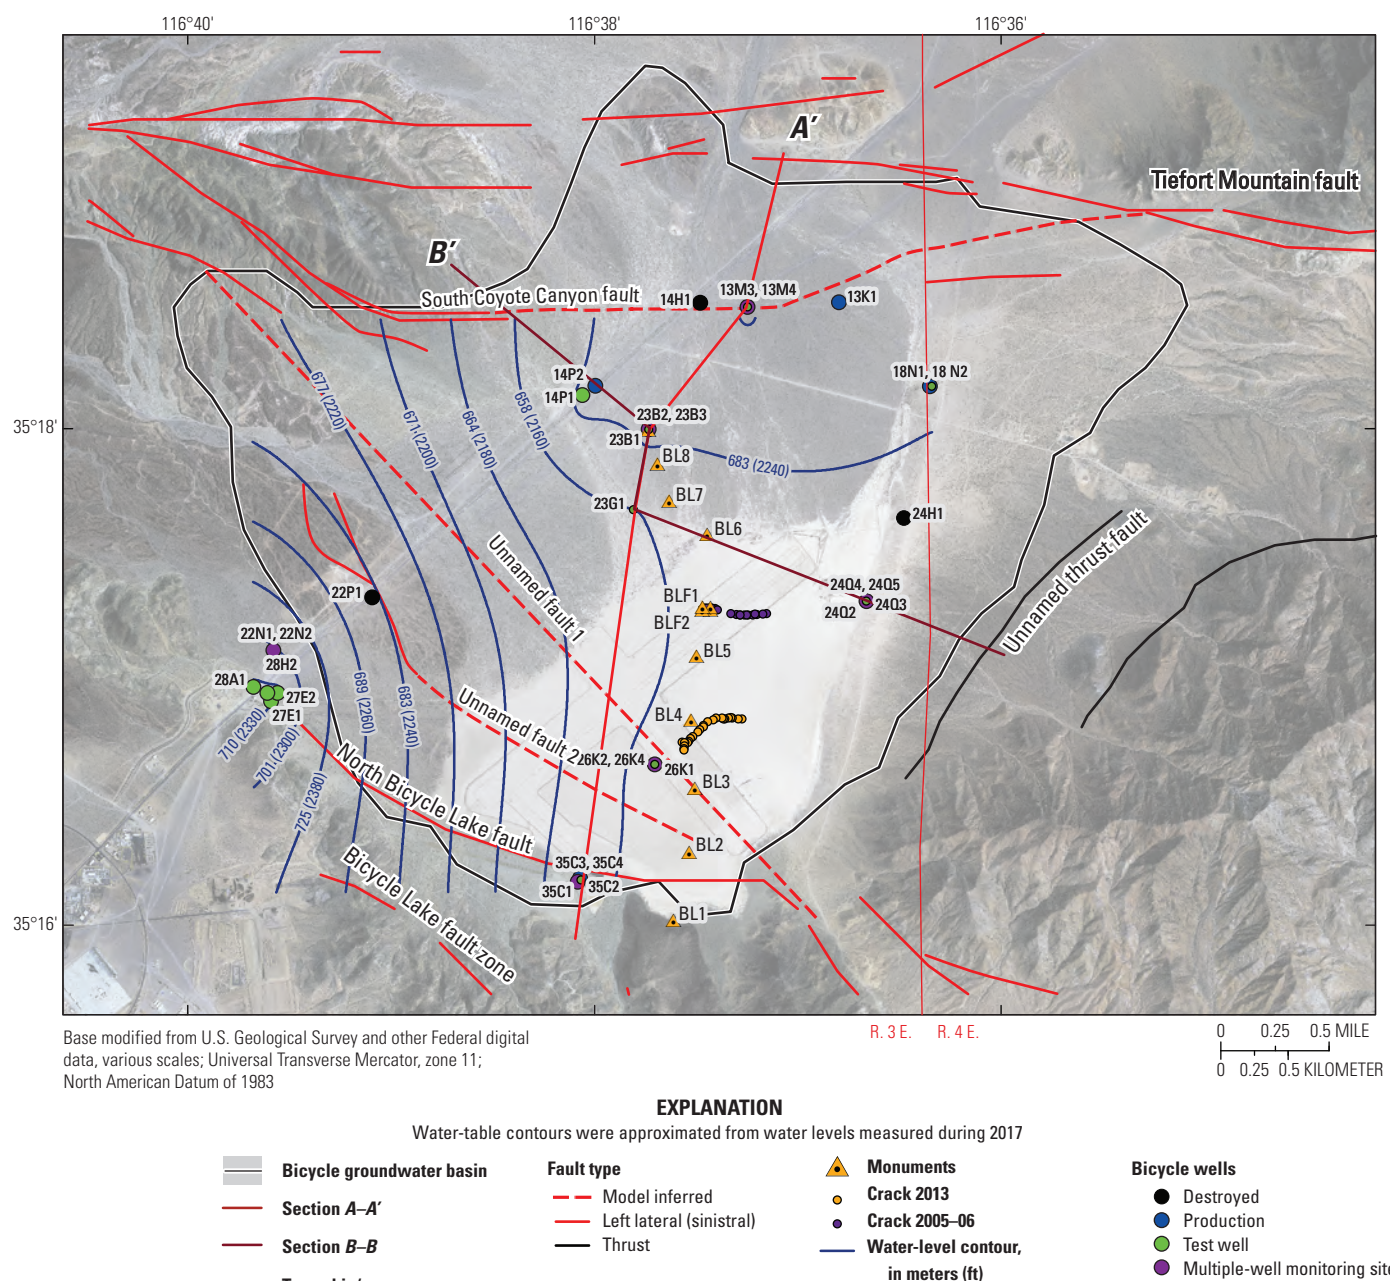 116°40' 116°38' 116°36'
A'
Tiefort Mountain fault
B'
South Coyote Canyon fault
14H1
13M3, 13M4
13K1
14P2
14P1
18N1, 18 N2
677 (2220)
671 (2200)
664 (2180)
658 (2160)
35°18'
23B2, 23B3
23B1
683 (2240)
BL8
BL7
23G1
BL6
24H1
Unnamed thrust fault
Unnamed fault 1
22P1
BLF1
BLF2
24Q4, 24Q5
24Q2
24Q3
22N1, 22N2
28H2
BL5
28A1
27E2
27E1
689 (2260)
683 (2240)
710 (2330)
701 (2300)
725 (2380)
Unnamed fault 2
BL4
26K2, 26K4
26K1
BL3
North Bicycle Lake fault
BL2
35C3, 35C4
35C1
35C2
Bicycle Lake fault zone
BL1
35°16'
R. 3 E. R. 4 E.
Base modified from U.S. Geological Survey and other Federal digital
data, various scales; Universal Transverse Mercator, zone 11;
North American Datum of 1983
0 0.25 0.5 MILE
0 0.25 0.5 KILOMETER
EXPLANATION
Water-table contours were approximated from water levels measured during 2017
Bicycle groundwater basin
Section A–A'
Section B–B
Fault type
Model inferred
Left lateral (sinistral)
Thrust
Monuments
Crack 2013
Crack 2005–06
Water-level contour,
in meters (ft)
Bicycle wells
Destroyed
Production
Test well
Multiple-well monitoring site